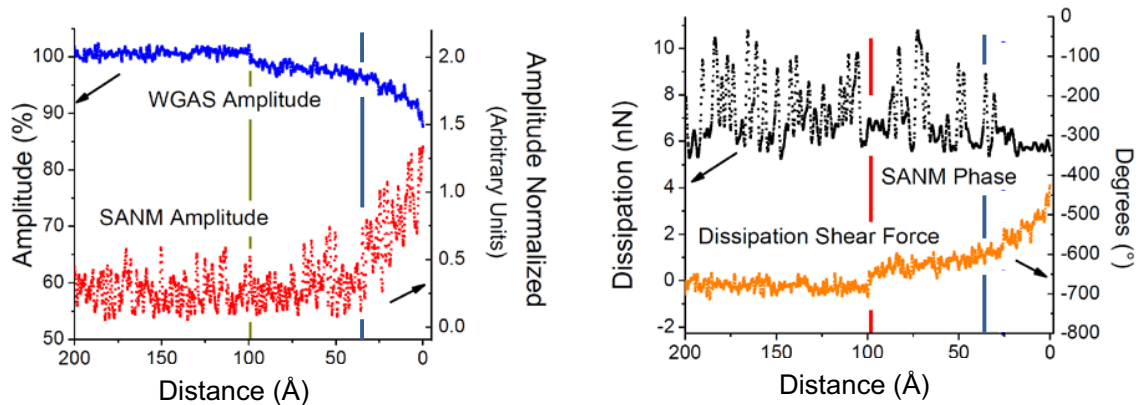 100
90
80
70
60
50
Amplitude (%)
WGAS Amplitude
SANM Amplitude
2.0
1.5
1.0
0.5
0.0
Amplitude Normalized
(Arbitrary Units)
200 150 100 50 0
Distance (Å)
10
8
6
4
2
0
-2
Dissipation (nN)
SANM Phase
Dissipation Shear Force
0
-100
-200
-300
-400
-500
-600
-700
-800
Degrees (°)
200 150 100 50 0
Distance (Å)